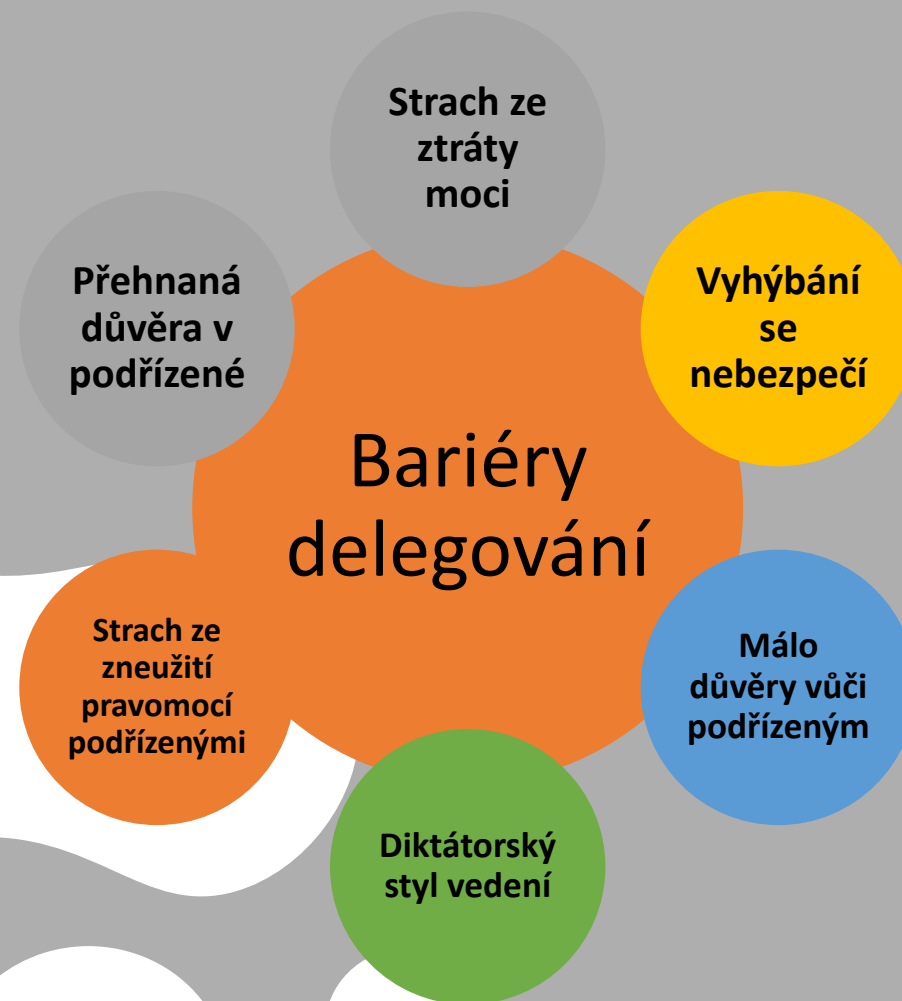 Strach ze
ztráty
moci
Přehnaná
důvěra v
podřízené
Vyhýbání
se
nebezpečí
Bariéry
delegování
Strach ze
zneužití
pravomocí
podřízenými
Málo
důvěry vůči
podřízeným
Diktátorský
styl vedení